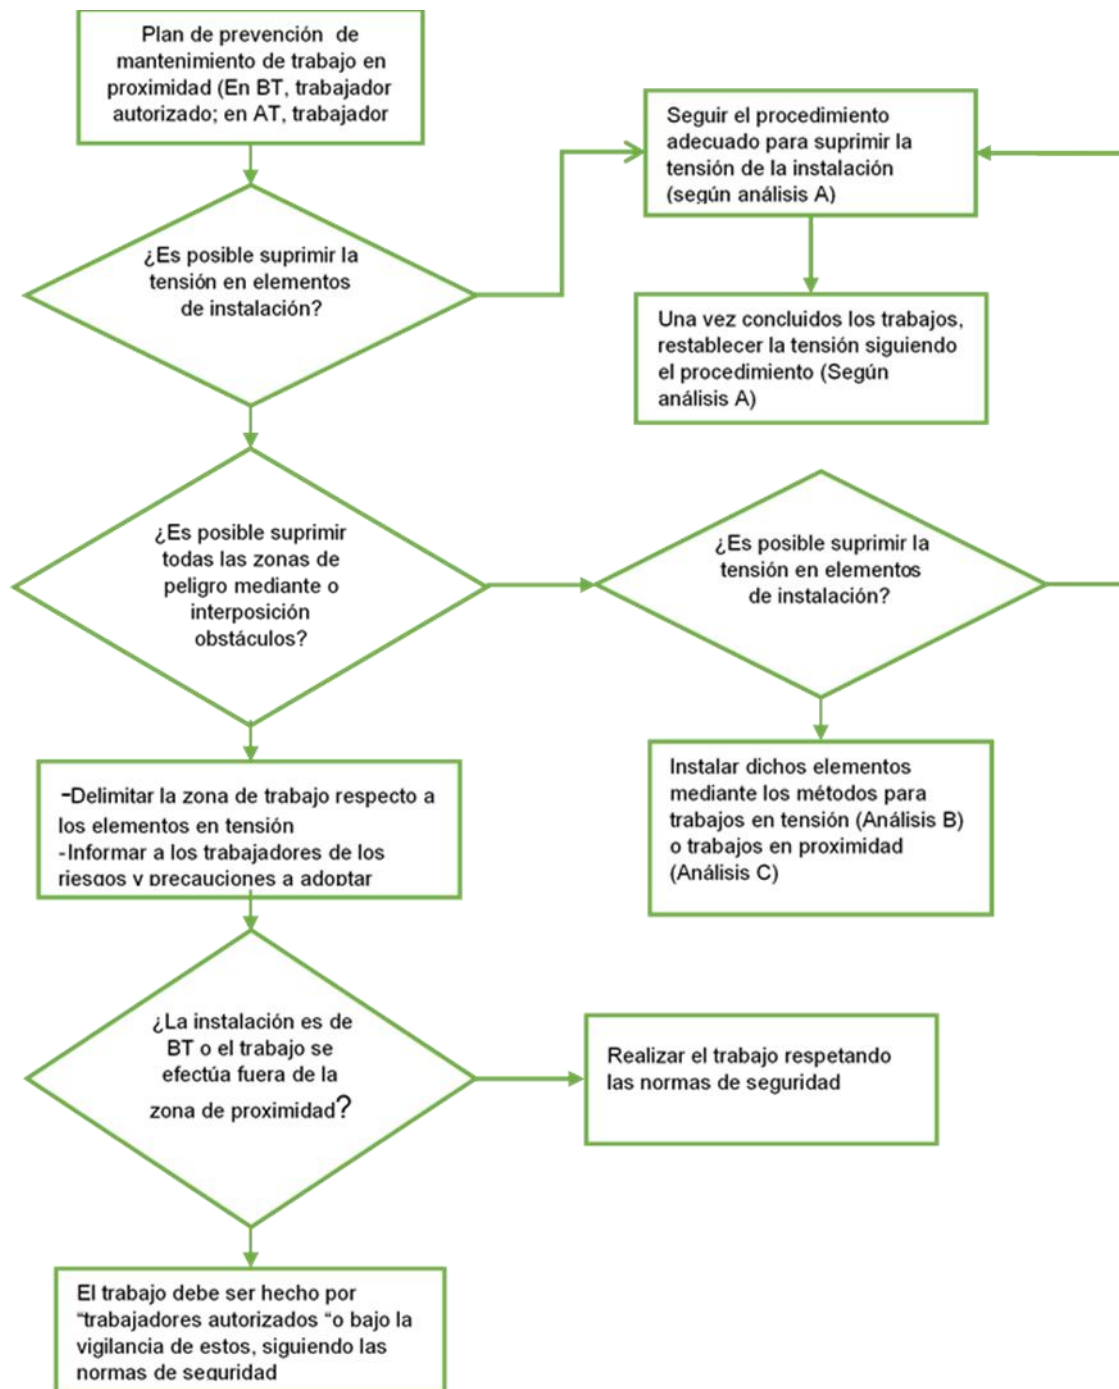 Plan de prevención de
mantenimiento de trabajo en
proximidad (En BT, trabajador
autorizado; en AT, trabajador
Seguir el procedimiento
adecuado para suprimir la
tensión de la instalación
(según análisis A)
¿Es posible suprimir la
tensión en elementos
de instalación?
Una vez concluidos los trabajos,
restablecer la tensión siguiendo
el procedimiento (Según
análisis A)
¿Es posible suprimir
todas las zonas de
peligro mediante o
interposición
obstáculos?
¿Es posible suprimir la
tensión en elementos
de instalación?
-Delimitar la zona de trabajo respecto a
los elementos en tensión
-Informar a los trabajadores de los
riesgos y precauciones a adoptar
Instalar dichos elementos
mediante los métodos para
trabajos en tensión (Análisis B)
o trabajos en proximidad
(Análisis C)
¿La instalación es de
BT o el trabajo se
efectúa fuera de la
zona de proximidad?
Realizar el trabajo respetando
las normas de seguridad
El trabajo debe ser hecho por
“trabajadores autorizados “o bajo la
vigilancia de estos, siguiendo las
normas de seguridad